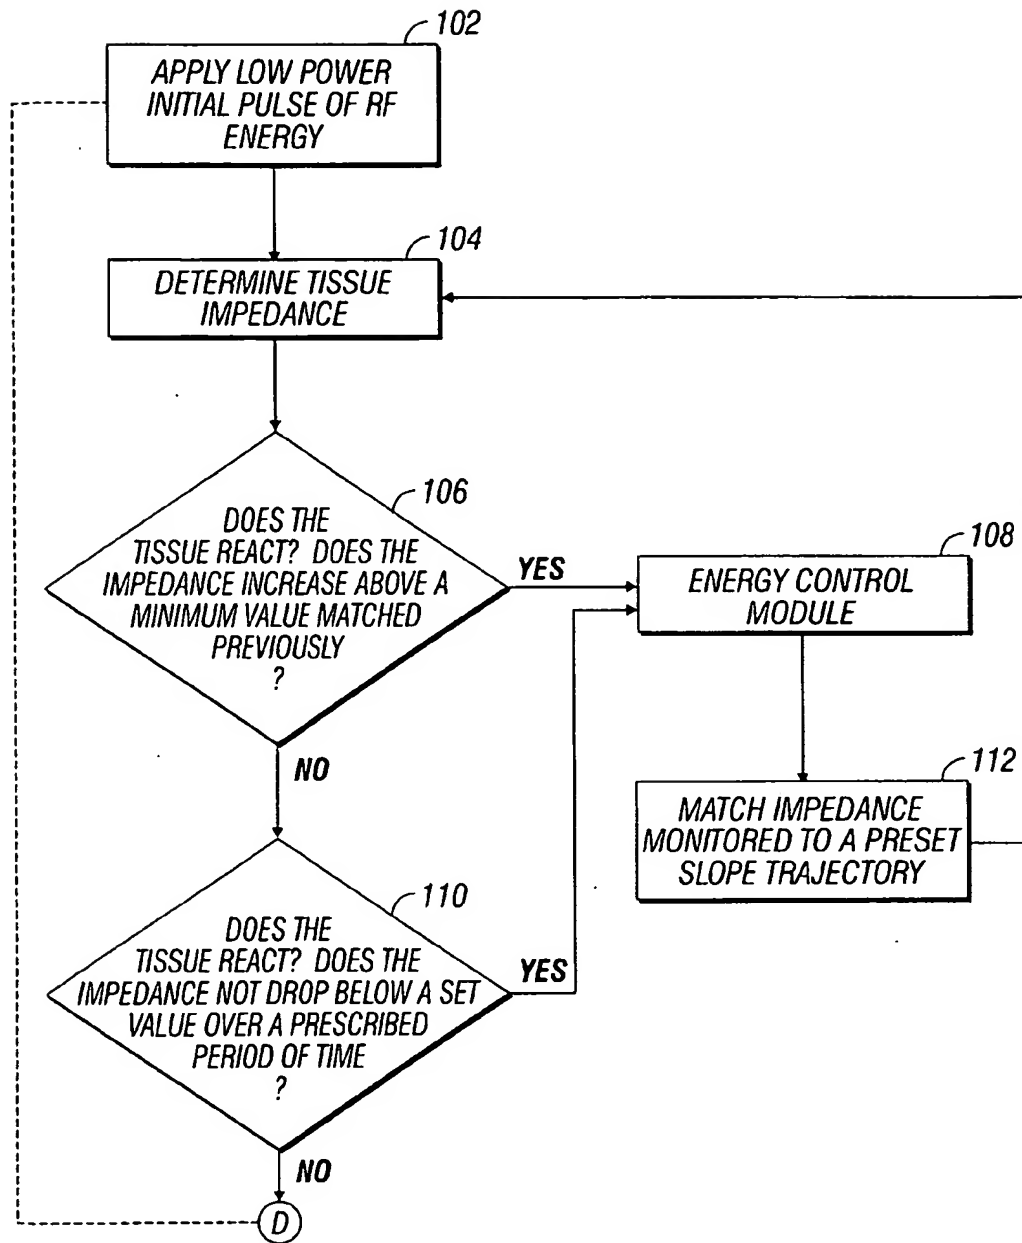 102
APPLY LOW POWER
INITIAL PULSE OF RF
ENERGY
104
DETERMINE TISSUE
IMPEDANCE
106
DOES THE
TISSUE REACT? DOES THE
IMPEDANCE INCREASE ABOVE A
MINIMUM VALUE MATCHED
PREVIOUSLY
?
YES
108
ENERGY CONTROL
MODULE
NO
112
MATCH IMPEDANCE
MONITORED TO A PRESET
SLOPE TRAJECTORY
110
DOES THE
TISSUE REACT? DOES THE
IMPEDANCE NOT DROP BELOW A SET
VALUE OVER A PRESCRIBED
PERIOD OF TIME
?
YES
NO
D